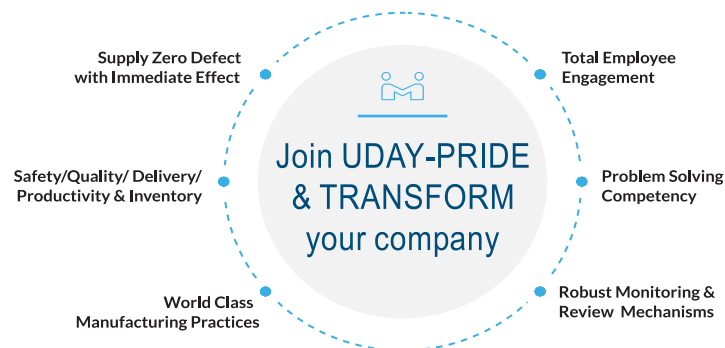 Supply Zero Defect
with Immediate Effect
Total Employee
Engagement
Join UDAY-PRIDE
& TRANSFORM
your company
Safety/Quality/ Delivery/
Productivity & Inventory
Problem Solving
Competency
World Class
Manufacturing Practices
Robust Monitoring &
Review Mechanisms